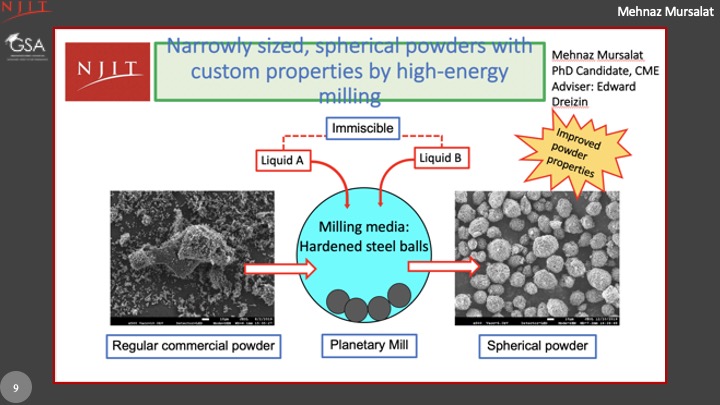 NJIT
Mehnaz Mursalat
GSA
NJIT
Narrowly sized, spherical powders with
custom properties by high-energy
milling
Mehnaz Mursalat
PhD Candidate, CME
Adviser: Edward
Dreizin
Immiscible
Liquid A
Liquid B
Improved
powder
properties
Milling media:
Hardened steel balls
Regular commercial powder
Planetary Mill
Spherical powder
9